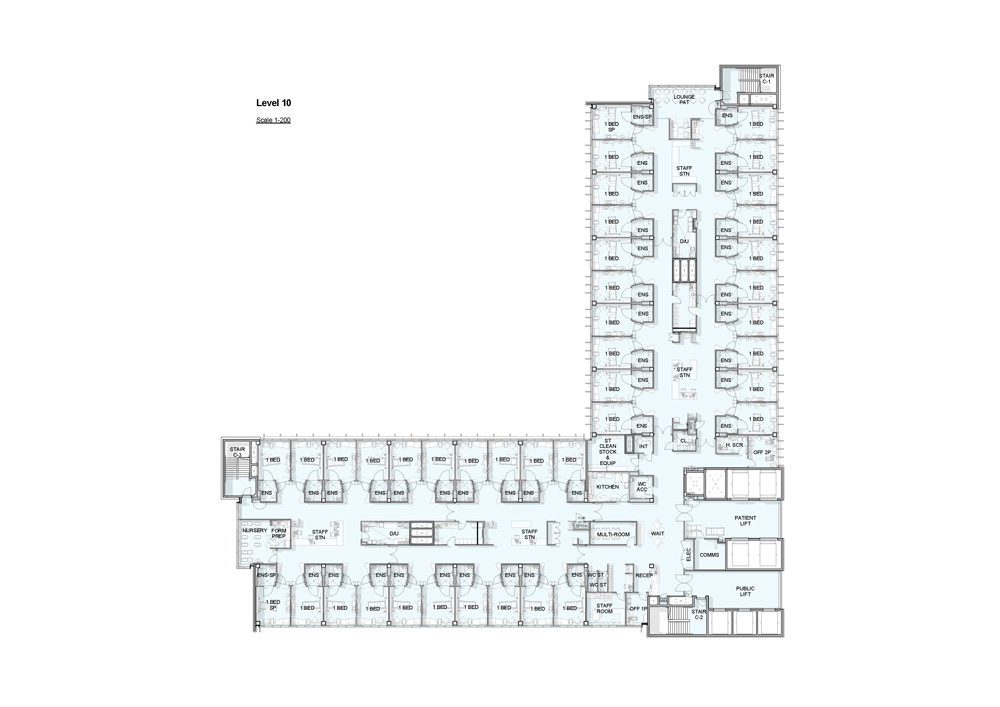 Level 10
Scale 1-200
STAIR
C-1
LOUNGE
PAT
1 BED
SP
ENS-SP
ENS
1 BED
1 BED
ENS
STAFF
STN
ENS
1 BED
1 BED
ENS
ENS
1 BED
1 BED
ENS
ENS
1 BED
D/U
1 BED
ENS
ENS
1 BED
1 BED
ENS
ENS
1 BED
1 BED
ENS
ENS
1 BED
1 BED
ENS
ENS
1 BED
STAFF
STN
1 BED
ENS
ENS
1 BED
1 BED
ENS
ENS
1 BED
ST
CLEAN
STOCK
&
EQUIP
INT
CL
H. SCR
OFF 2P
KITCHEN
WC
ACC
STAIR
C-3
1 BED
1 BED
1 BED
1 BED
1 BED
1 BED
1 BED
1 BED
1 BED
1 BED
ENS
ENS
ENS
ENS
ENS
ENS
ENS
ENS
ENS
ENS
NURSERY
FORM
PREP
STAFF
STN
D/U
STAFF
STN
MULTI-ROOM
WAIT
PATIENT
LIFT
ELEC
COMMS
PUBLIC
LIFT
ENS-SP
ENS
ENS
ENS
ENS
ENS
ENS
ENS
ENS
ENS
WC ST
WC ST
RECEP
1 BED
SP
1 BED
1 BED
1 BED
1 BED
1 BED
1 BED
1 BED
1 BED
1 BED
STAFF
ROOM
OFF 1P
STAIR
C-2